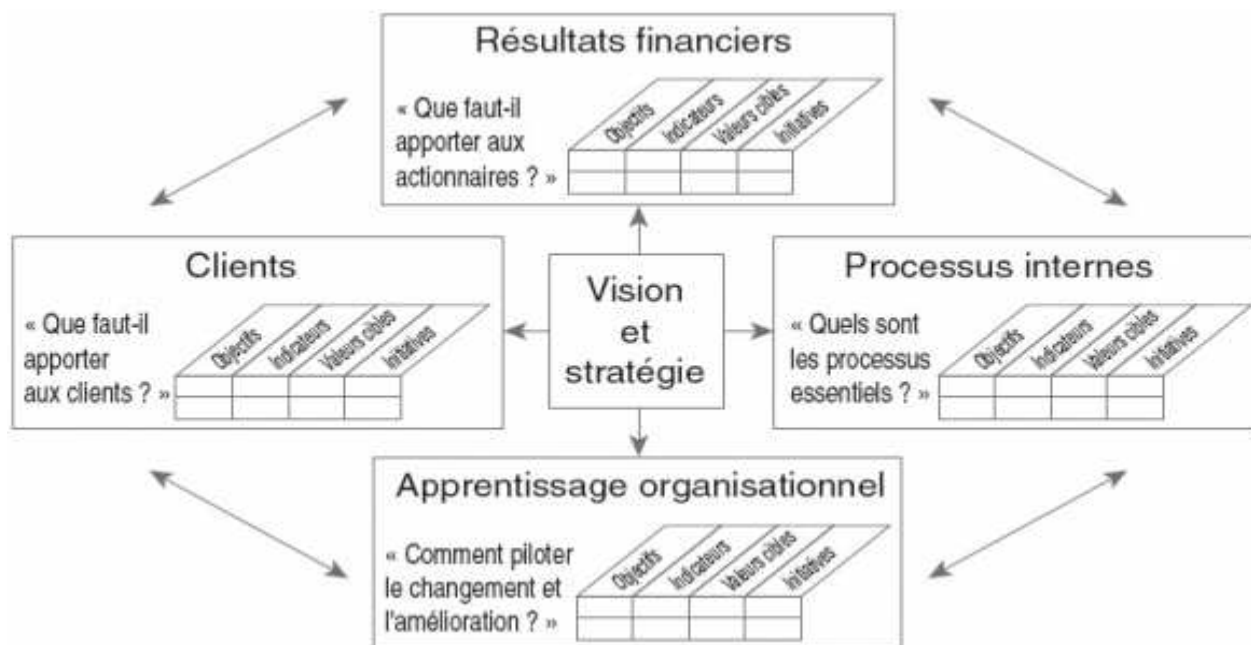 Résultats financiers
« Que faut-il
apporter aux
actionnaires ? »
Objectifs
Indicateurs
Valeurs cibles
Initiatives
Clients
« Que faut-il
apporter
aux clients ? »
Objectifs
Indicateurs
Valeurs cibles
Initiatives
Vision
et
stratégie
Processus internes
« Quels sont
les processus
essentiels ? »
Objectifs
Indicateurs
Valeurs cibles
Initiatives
Apprentissage organisationnel
« Comment piloter
le changement et
l'amélioration ? »
Objectifs
Indicateurs
Valeurs cibles
Initiatives